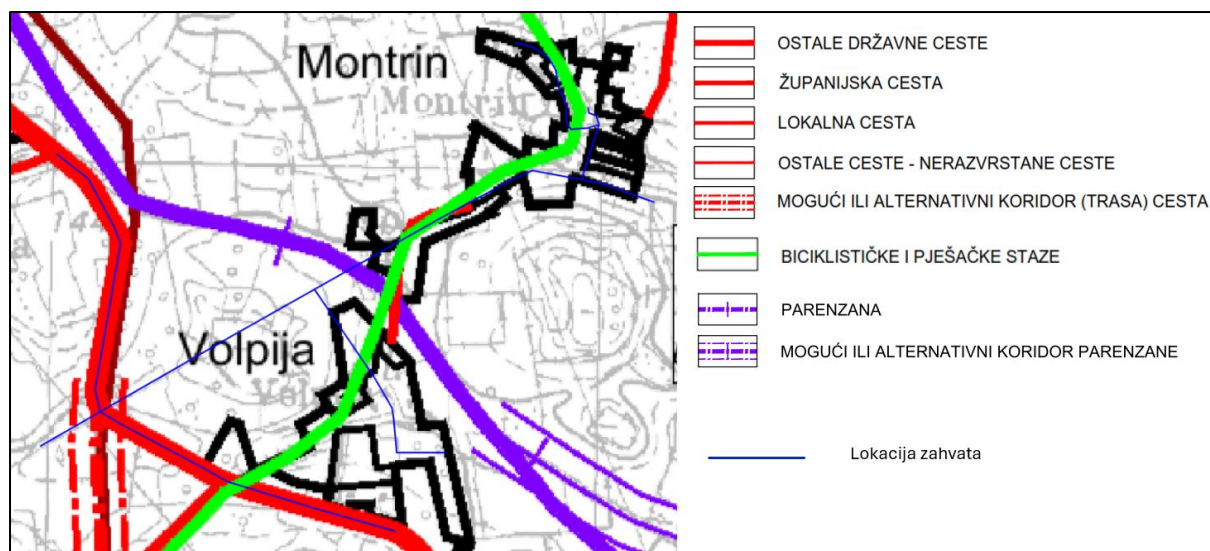 Montrin
Montrin
Volpija
OSTALE DRŽAVNE CESTE
ŽUPANIJSKA CESTA
LOKALNA CESTA
OSTALE CESTE - NERAZVRSTANE CESTE
MOGUĆI ILI ALTERNATIVNI KORIDOR (TRASA) CESTA
BICIKLISTIČKE I PJEŠAČKE STAZE
PARENZANA
MOGUĆI ILI ALTERNATIVNI KORIDOR PARENZANE
Lokacija zahvata